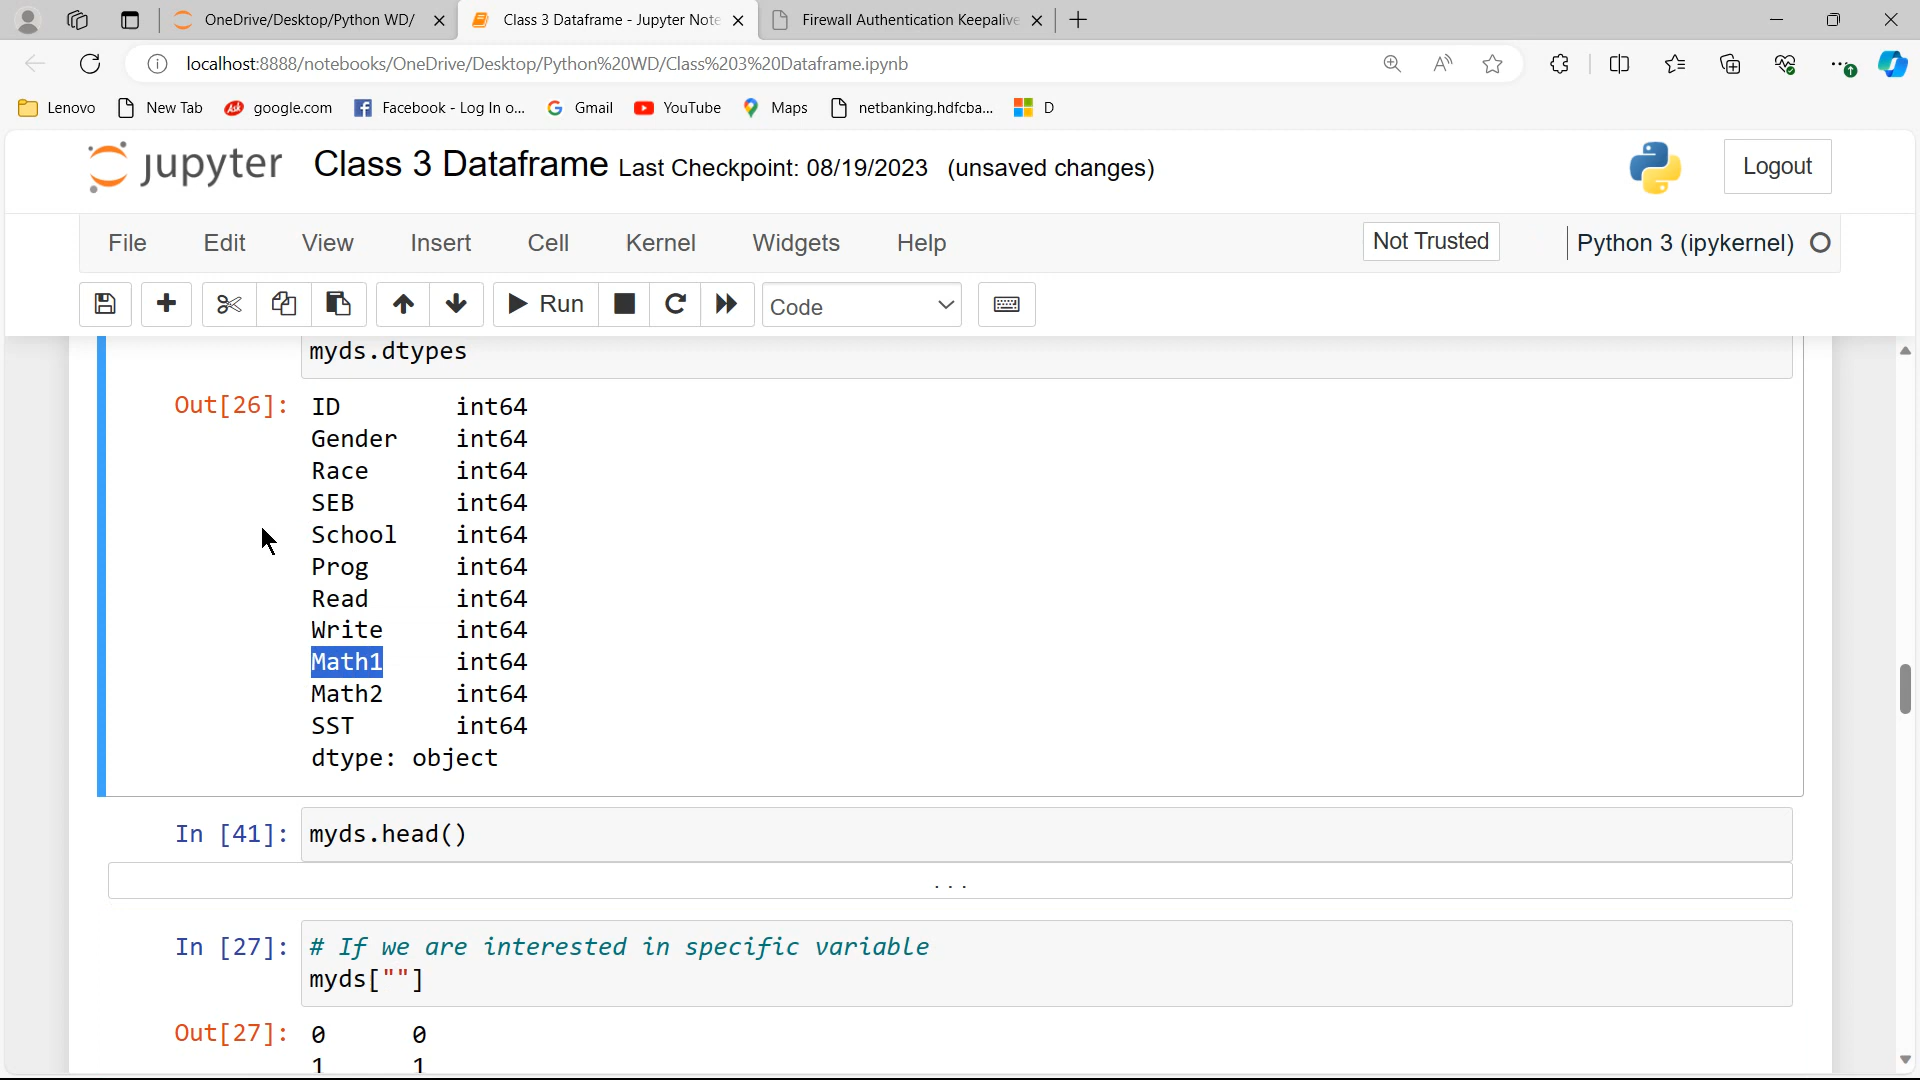 OneDrive/Desktop/Python WD/
Class 3 Dataframe - Jupyter Note
Firewall Authentication Keepalive
localhost:8888/notebooks/OneDrive/Desktop/Python%20WD/Class%203%20Dataframe.ipynb
Lenovo New Tab Ask google.com Facebook - Log In o... Gmail YouTube Maps netbanking.hdfcba... D
jupyter Class 3 Dataframe Last Checkpoint: 08/19/2023 (unsaved changes) Logout
File Edit View Insert Cell Kernel Widgets Help Not Trusted Python 3 (ipykernel)
Run Code
myds.dtypes
Out[26]: ID int64
Gender int64
Race int64
SEB int64
School int64
Prog int64
Read int64
Write int64
Math1 int64
Math2 int64
SST int64
dtype: object
In [41]: myds.head()
...
In [27]: # If we are interested in specific variable
myds[""]
Out[27]: 0 0
1 1